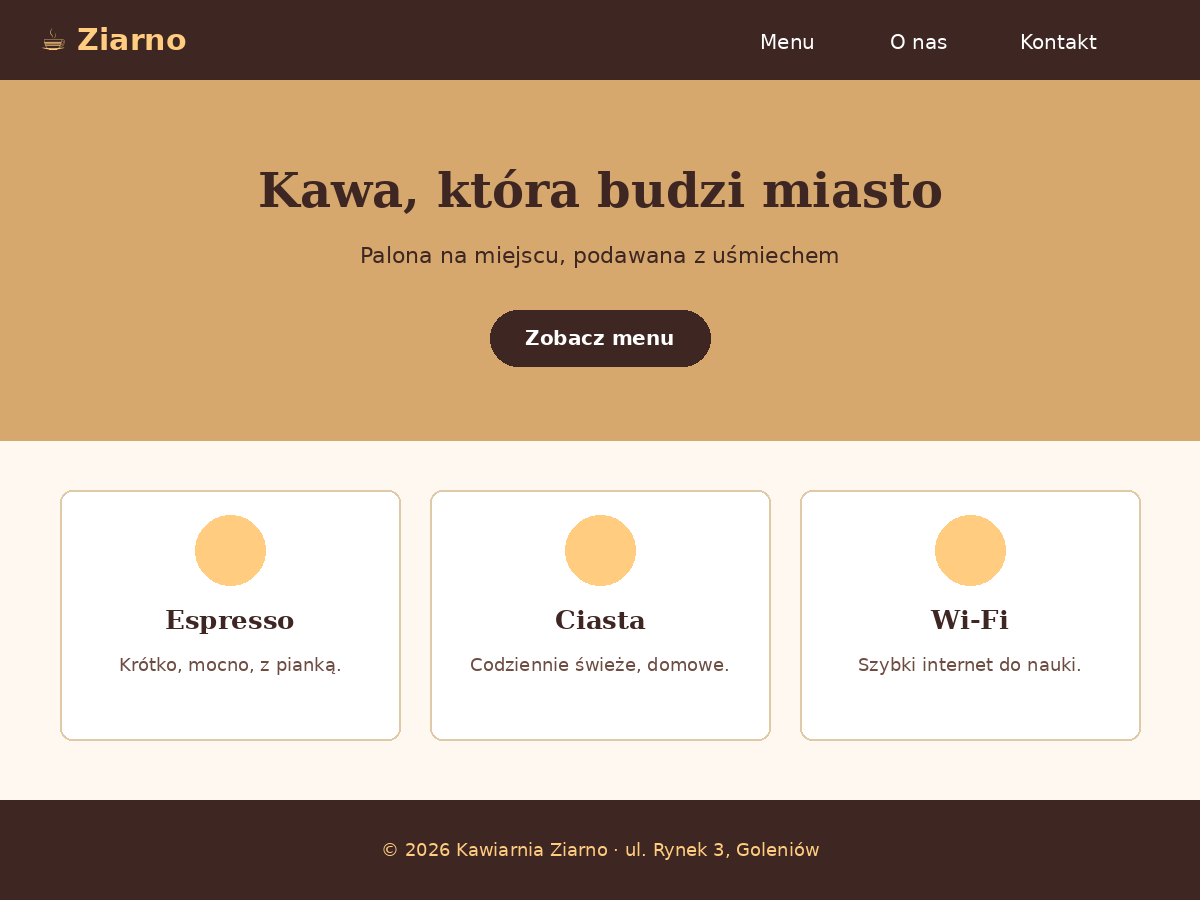 ☕ Ziarno
Menu
O nas
Kontakt
Kawa, która budzi miasto
Palona na miejscu, podawana z uśmiechem
Zobacz menu
Espresso
Krótko, mocno, z pianką.
Ciasta
Codziennie świeże, domowe.
Wi-Fi
Szybki internet do nauki.
© 2026 Kawiarnia Ziarno · ul. Rynek 3, Goleniów